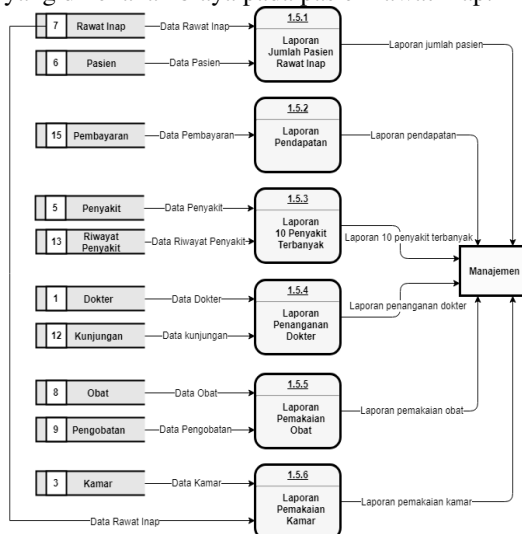 7 Rawat Inap
Data Rawat Inap
1.5.1
Laporan
Jumlah Pasien
Rawat Inap
Laporan jumlah pasien
6 Pasien
Data Pasien
15 Pembayaran
Data Pembayaran
1.5.2
Laporan
Pendapatan
Laporan pendapatan
5 Penyakit
Data Penyakit
13 Riwayat
Penyakit
Data Riwayat Penyakit
1.5.3
Laporan
10 Penyakit
Terbanyak
Laporan 10 penyakit terbanyak
Manajemen
1 Dokter
Data Dokter
12 Kunjungan
Data kunjungan
1.5.4
Laporan
Penanganan
Dokter
Laporan penanganan dokter
8 Obat
Data Obat
9 Pengobatan
Data Pengobatan
1.5.5
Laporan
Pemakaian
Obat
Laporan pemakaian obat
3 Kamar
Data Kamar
Data Rawat Inap
1.5.6
Laporan
Pemakaian
Kamar
Laporan pemakaian kamar